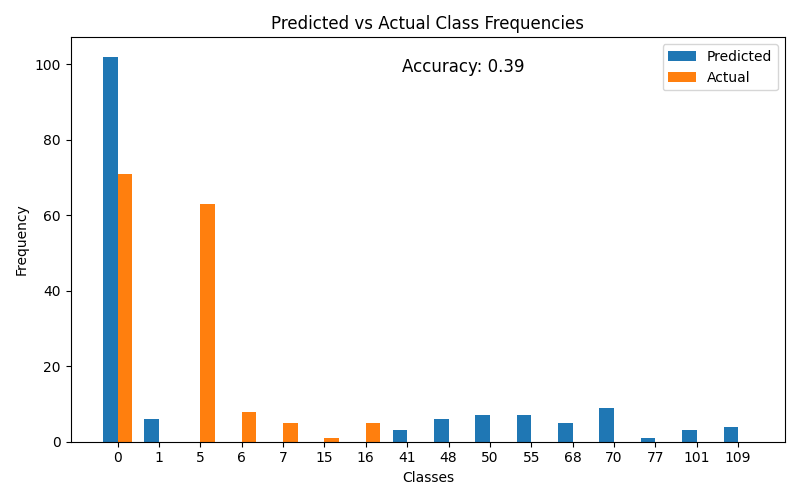 Predicted vs Actual Class Frequencies
Accuracy: 0.39
Predicted
Actual
Frequency
100
80
60
40
20
0
0 1 5 6 7 15 16 41 48 50 55 68 70 77 101 109
Classes